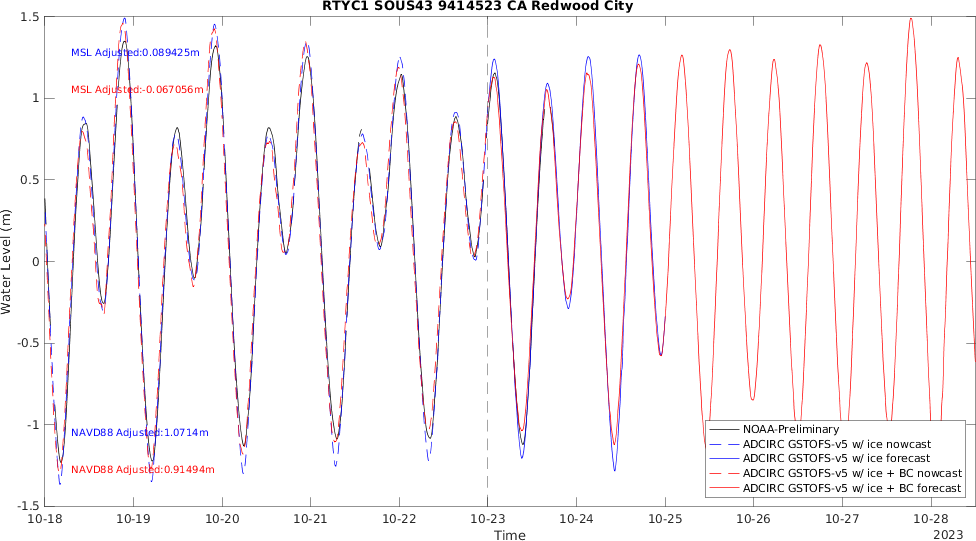 RTYC1 SOUS43 9414523 CA Redwood City
1.5
MSL Adjusted:0.089425m
1
MSL Adjusted:-0.067056m
0.5
Water Level (m)
0
-0.5
-1
NAVD88 Adjusted:1.0714m
NAVD88 Adjusted:0.91494m
-1.5
NOAA-Preliminary
ADCIRC GSTOFS-v5 w/ ice nowcast
ADCIRC GSTOFS-v5 w/ ice forecast
ADCIRC GSTOFS-v5 w/ ice + BC nowcast
ADCIRC GSTOFS-v5 w/ ice + BC forecast
10-18 10-19 10-20 10-21 10-22 10-23 10-24 10-25 10-26 10-27 10-28
Time
2023